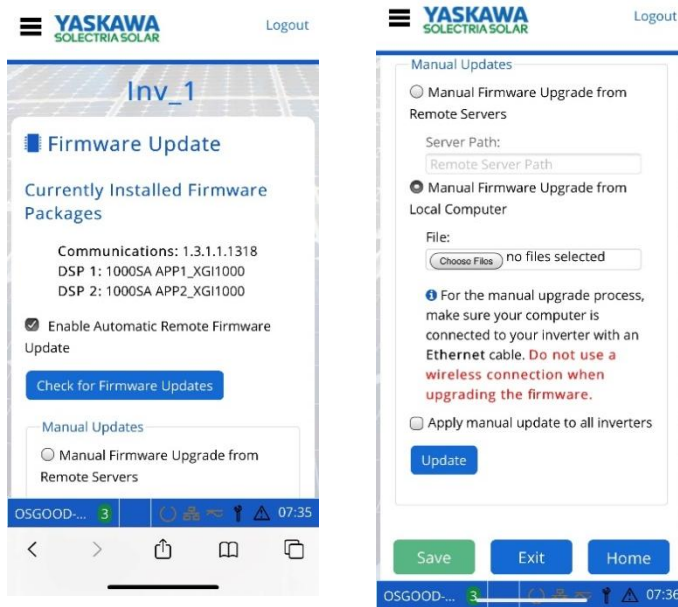 YASKAWA
SOLECTRIA SOLAR
Logout
Inv_1
Firmware Update
Currently Installed Firmware
Packages
Communications: 1.3.1.1.1318
DSP 1: 1000SA APP1_XGI1000
DSP 2: 1000SA APP2_XGI1000
Enable Automatic Remote Firmware
Update
Check for Firmware Updates
Manual Updates
Manual Firmware Upgrade from
Remote Servers
OSGOOD-... 3 07:35
YASKAWA
SOLECTRIA SOLAR
Logout
Manual Updates
Manual Firmware Upgrade from
Remote Servers
Server Path:
Remote Server Path
Manual Firmware Upgrade from
Local Computer
File:
Choose Files no files selected
For the manual upgrade process,
make sure your computer is
connected to your inverter with an
Ethernet cable. Do not use a
wireless connection when
upgrading the firmware.
Apply manual update to all inverters
Update
Save Exit Home
OSGOOD-... 3 07:36